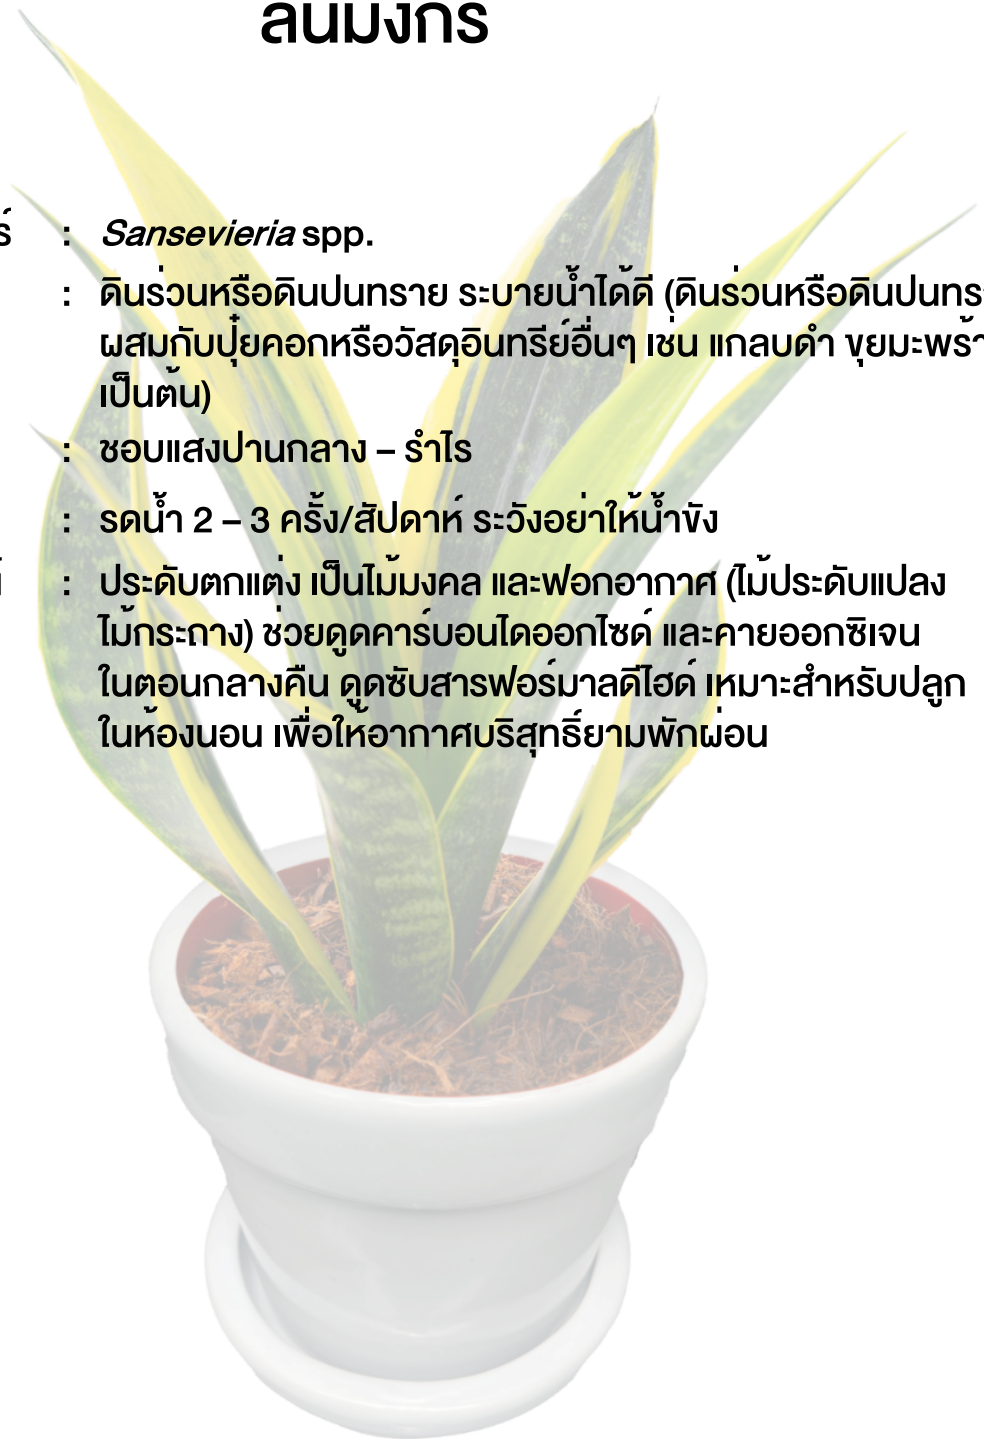 ลิ้นมังกร
: Sansevieria spp.
: ดินร่วนหรือดินปนทราย ระบายน้ำได้ดี (ดินร่วนหรือดินปนทร
ผสมกับปุ๋ยคอกหรือวัสดุอินทรีย์อื่นๆ เช่น แกลบดำ ขุยมะพร้า
เป็นต้น)
: ชอบแสงปานกลาง – รำไร
: รดน้ำ 2 – 3 ครั้ง/สัปดาห์ ระวังอย่าให้น้ำขัง
: ประดับตกแต่ง เป็นไม้มงคล และฟอกอากาศ (ไม้ประดับแปลง
ไม้กระถาง) ช่วยดูดคาร์บอนไดออกไซด์ และคายออกซิเจน
ในตอนกลางคืน ดูดซับสารฟอร์มาลดีไฮด์ เหมาะสำหรับปลูก
ในห้องนอน เพื่อให้อากาศบริสุทธิ์ยามพักผ่อน